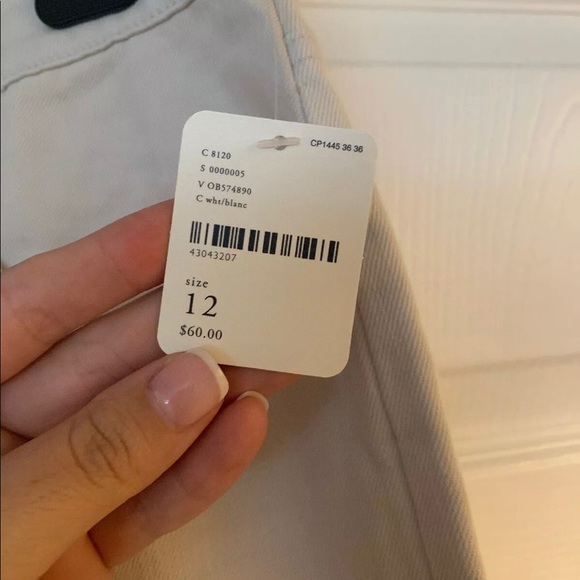 CP1445 36 36
C 8120
S 0000005
V OB574890
C wht/blanc
43043207
size
12
$60.00